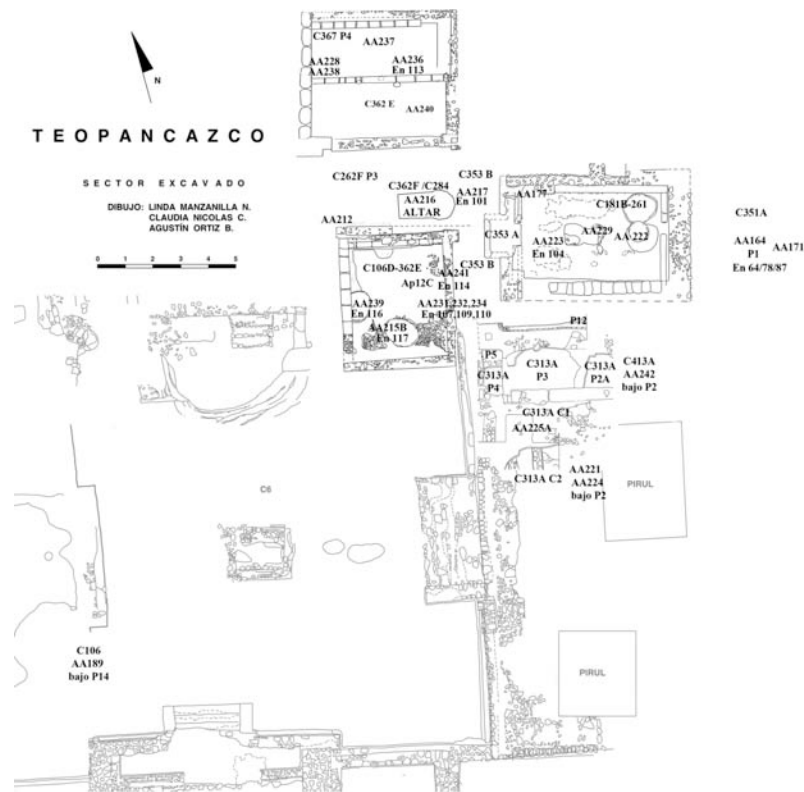 C367 P4
AA237
AA228
AA238
AA236
En 113
C362 E
AA240
N
TEOPANCAZCO
SECTOR EXCAVADO
DIBUJO: LINDA MANZANILLA N.
CLAUDIA NICOLAS C.
AGUSTÍN ORTIZ B.
0 1 2 3 4 5
C262F P3
C353 B
C362F /C284
AA217
En 101
AA216
ALTAR
AA177
C181B-261
AA212
C353 A
AA223
En 104
AA229
AA 222
C351A
AA164
P1
AA171
En 64/78/87
C106D-362E
C353 B
AA241
En 114
Ap12C
AA239
En 116
AA231,232,234
En 107,109,110
AA215B
En 117
P12
P5
C313A
P4
C313A
P3
C313A
P2A
C413A
AA242
bajo P2
C313A C1
AA225A
C313A C2
AA221
AA224
bajo P2
PIRUL
C6
C106
AA189
bajo P14
PIRUL